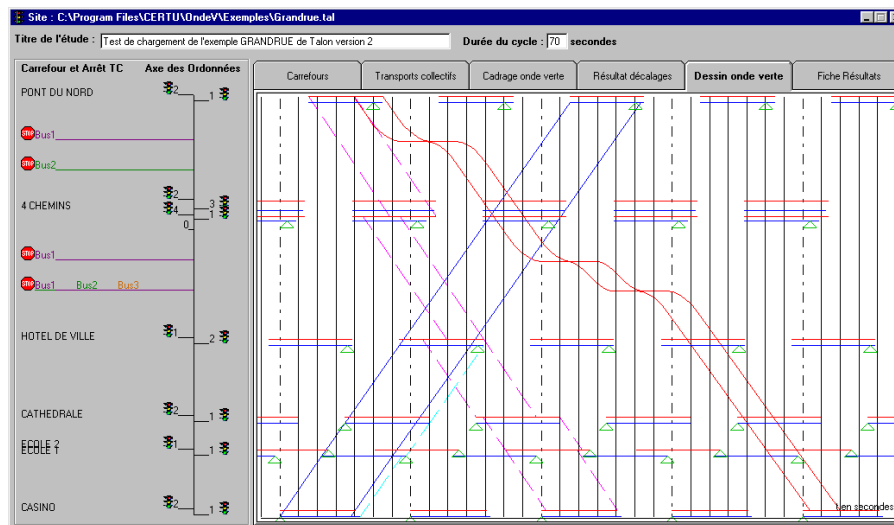 Site : C:\Program Files\CERTU\OndeV\Exemples\Grandrue.tal
Titre de l'étude : Test de chargement de l'exemple GRANDRUE de Talon version 2 Durée du cycle : 70 secondes
Carrefour et Arrêt TC Axe des Ordonnées
Carrefours Transports collectifs Cadrage onde verte Résultat décalages Dessin onde verte Fiche Résultats
PONT DU NORD 2 1
STOP Bus1
STOP Bus2
2
3
4 CHEMINS 4 1
0
STOP Bus1
STOP Bus1 Bus2 Bus3
HOTEL DE VILLE 1 2
CATHEDRALE 2 1
ECOLE 2 1
ECOLE 1 1
CASINO 2 1
t en secondes